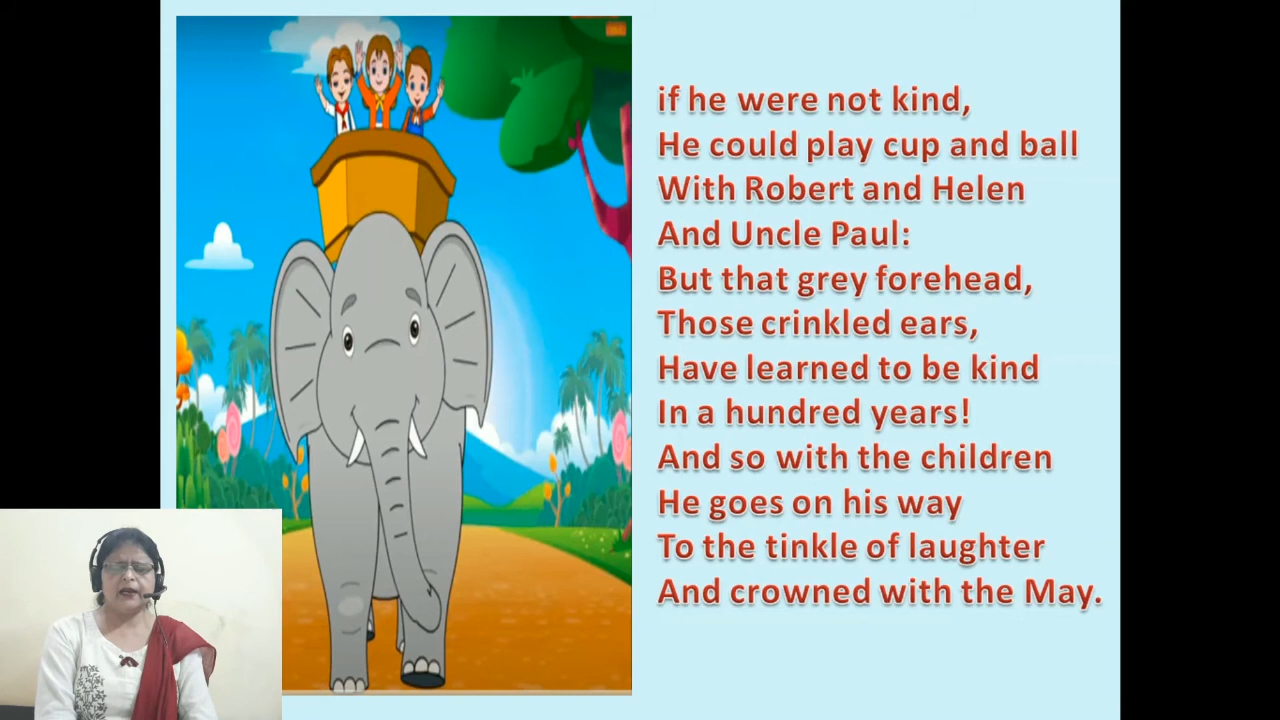 if he were not kind,
He could play cup and ball
With Robert and Helen
And Uncle Paul:
But that grey forehead,
Those crinkled ears,
Have learned to be kind
In a hundred years!
And so with the children
He goes on his way
To the tinkle of laughter
And crowned with the May.